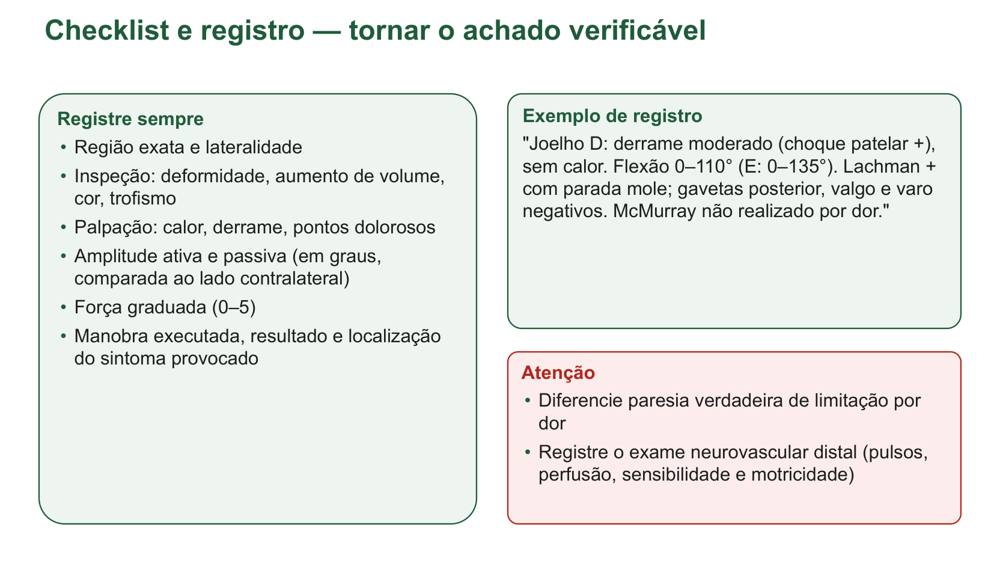 Checklist e registro — tornar o achado verificável
Registre sempre
• Região exata e lateralidade
• Inspeção: deformidade, aumento de volume,
cor, trofismo
• Palpação: calor, derrame, pontos dolorosos
• Amplitude ativa e passiva (em graus,
comparada ao lado contralateral)
• Força graduada (0–5)
• Manobra executada, resultado e localização
do sintoma provocado
Exemplo de registro
"Joelho D: derrame moderado (choque patelar +),
sem calor. Flexão 0–110° (E: 0–135°). Lachman +
com parada mole; gavetas posterior, valgo e varo
negativos. McMurray não realizado por dor."
Atenção
• Diferencie paresia verdadeira de limitação por
dor
• Registre o exame neurovascular distal (pulsos,
perfusão, sensibilidade e motricidade)